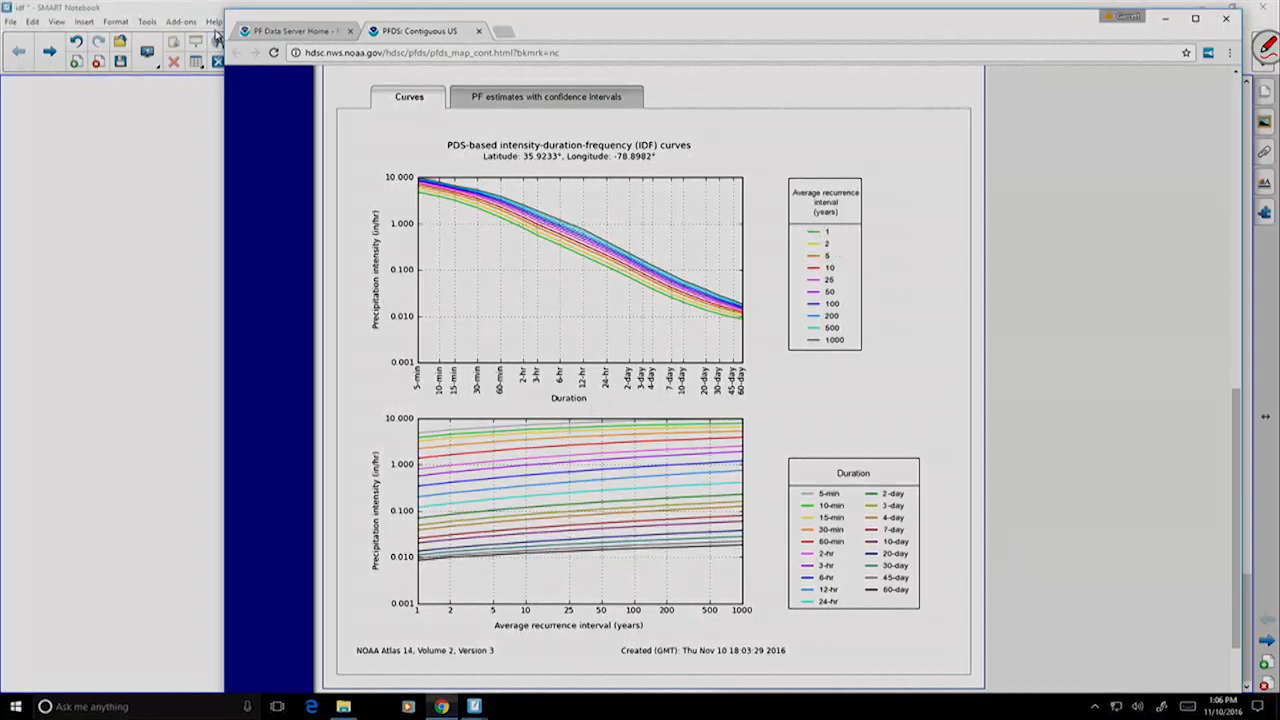 idf * - SMART Notebook
File Edit View Insert Format Tools Add-ons Help
PF Data Server Home -
PFDS: Contiguous US
hdsc.nws.noaa.gov/hdsc/pfds/pfds_map_cont.html?bkmrk=nc
Curves
PF estimates with confidence intervals
PDS-based intensity-duration-frequency (IDF) curves
Latitude: 35.9233°, Longitude: -78.8982°
Precipitation intensity (in/hr)
10.000
1.000
0.100
0.010
0.001
5-min 10-min 15-min 30-min 60-min 2-hr 3-hr 6-hr 12-hr 24-hr 2-day 3-day 4-day 7-day 10-day 20-day 30-day 45-day 60-day
Duration
Average recurrence
interval
(years)
1
2
5
10
25
50
100
200
500
1000
Precipitation intensity (in/hr)
10.000
1.000
0.100
0.010
0.001
1 2 5 10 25 50 100 200 500 1000
Average recurrence interval (years)
Duration
5-min 2-day
10-min 3-day
15-min 4-day
30-min 7-day
60-min 10-day
2-hr 20-day
3-hr 30-day
6-hr 45-day
12-hr 60-day
24-hr
NOAA Atlas 14, Volume 2, Version 3
Created (GMT): Thu Nov 10 18:03:29 2016
Ask me anything
1:06 PM
11/10/2016